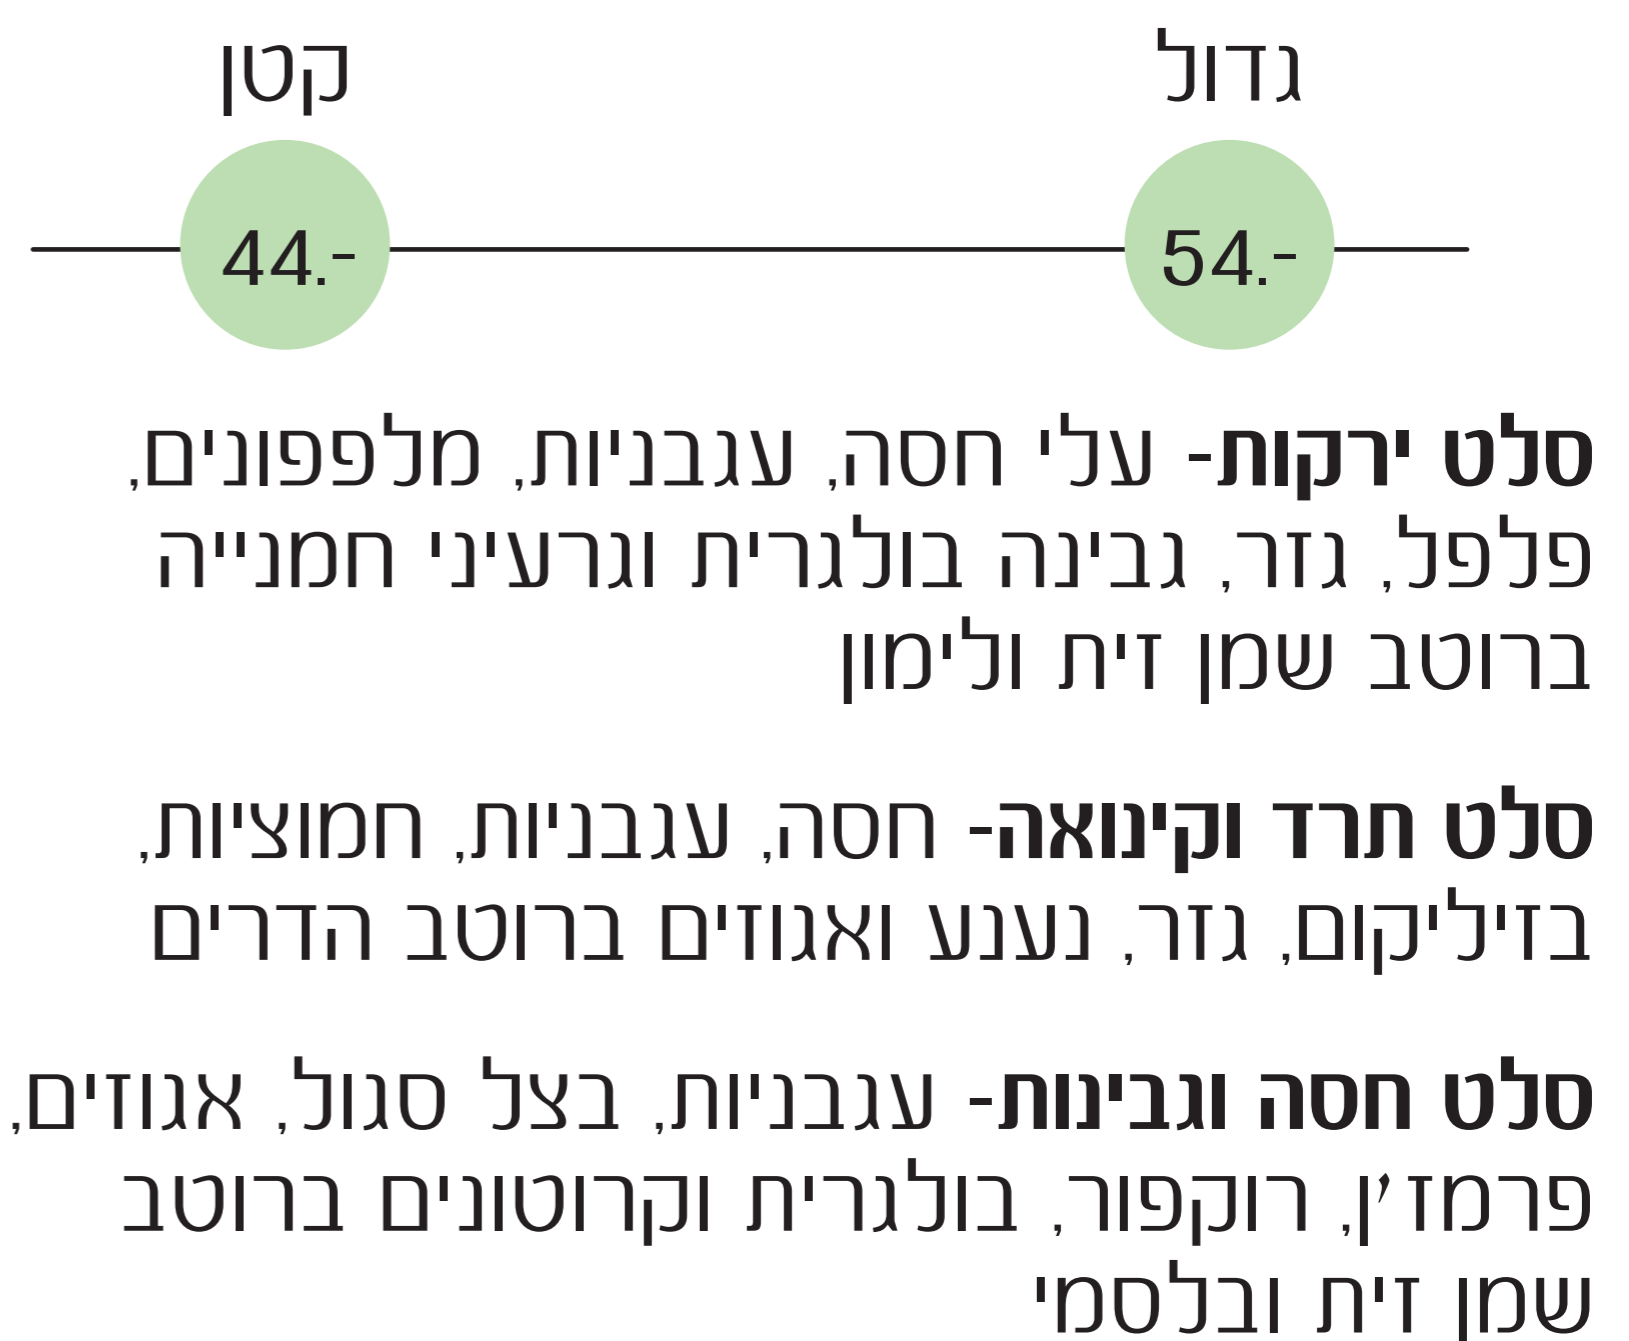 גדול
קטן
54.-
44.-
סלט ירקות- עלי חסה, עגבניות, מלפפונים,
פלפל, גזר, גבינה בולגרית וגרעיני חמנייה
ברוטב שמן זית ולימון
סלט תרד וקינואה- חסה, עגבניות, חמוציות,
בזיליקום, גזר, נענע ואגוזים ברוטב הדרים
סלט חסה וגבינות- עגבניות, בצל סגול, אגוזים,
פרמז'ן, רוקפור, בולגרית וקרוטונים ברוטב
שמן זית ובלסמי